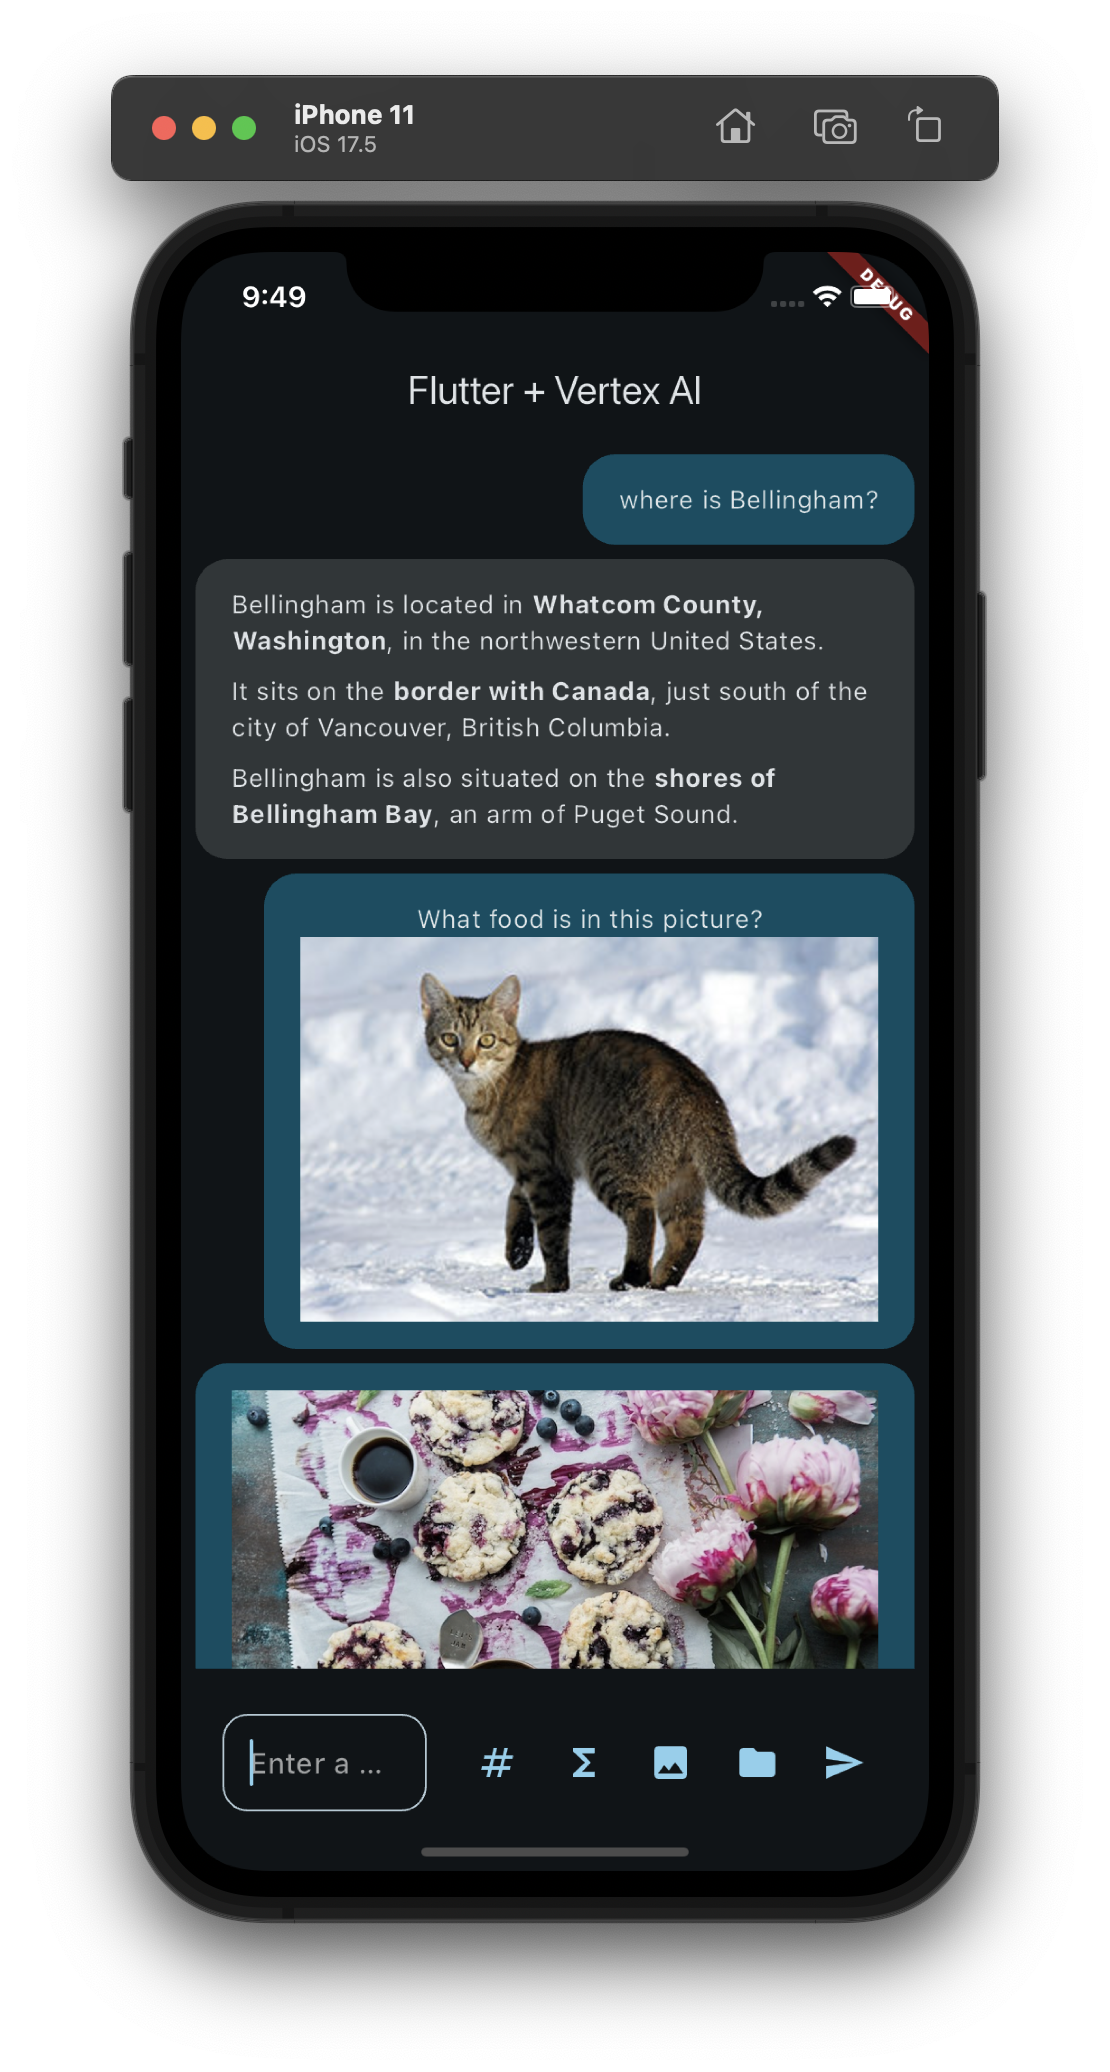 iPhone 11
iOS 17.5
9:49
DEBUG
Flutter + Vertex AI
where is Bellingham?
Bellingham is located in Whatcom County,
Washington, in the northwestern United States.
It sits on the border with Canada, just south of the
city of Vancouver, British Columbia.
Bellingham is also situated on the shores of
Bellingham Bay, an arm of Puget Sound.
What food is in this picture?
Enter a ...